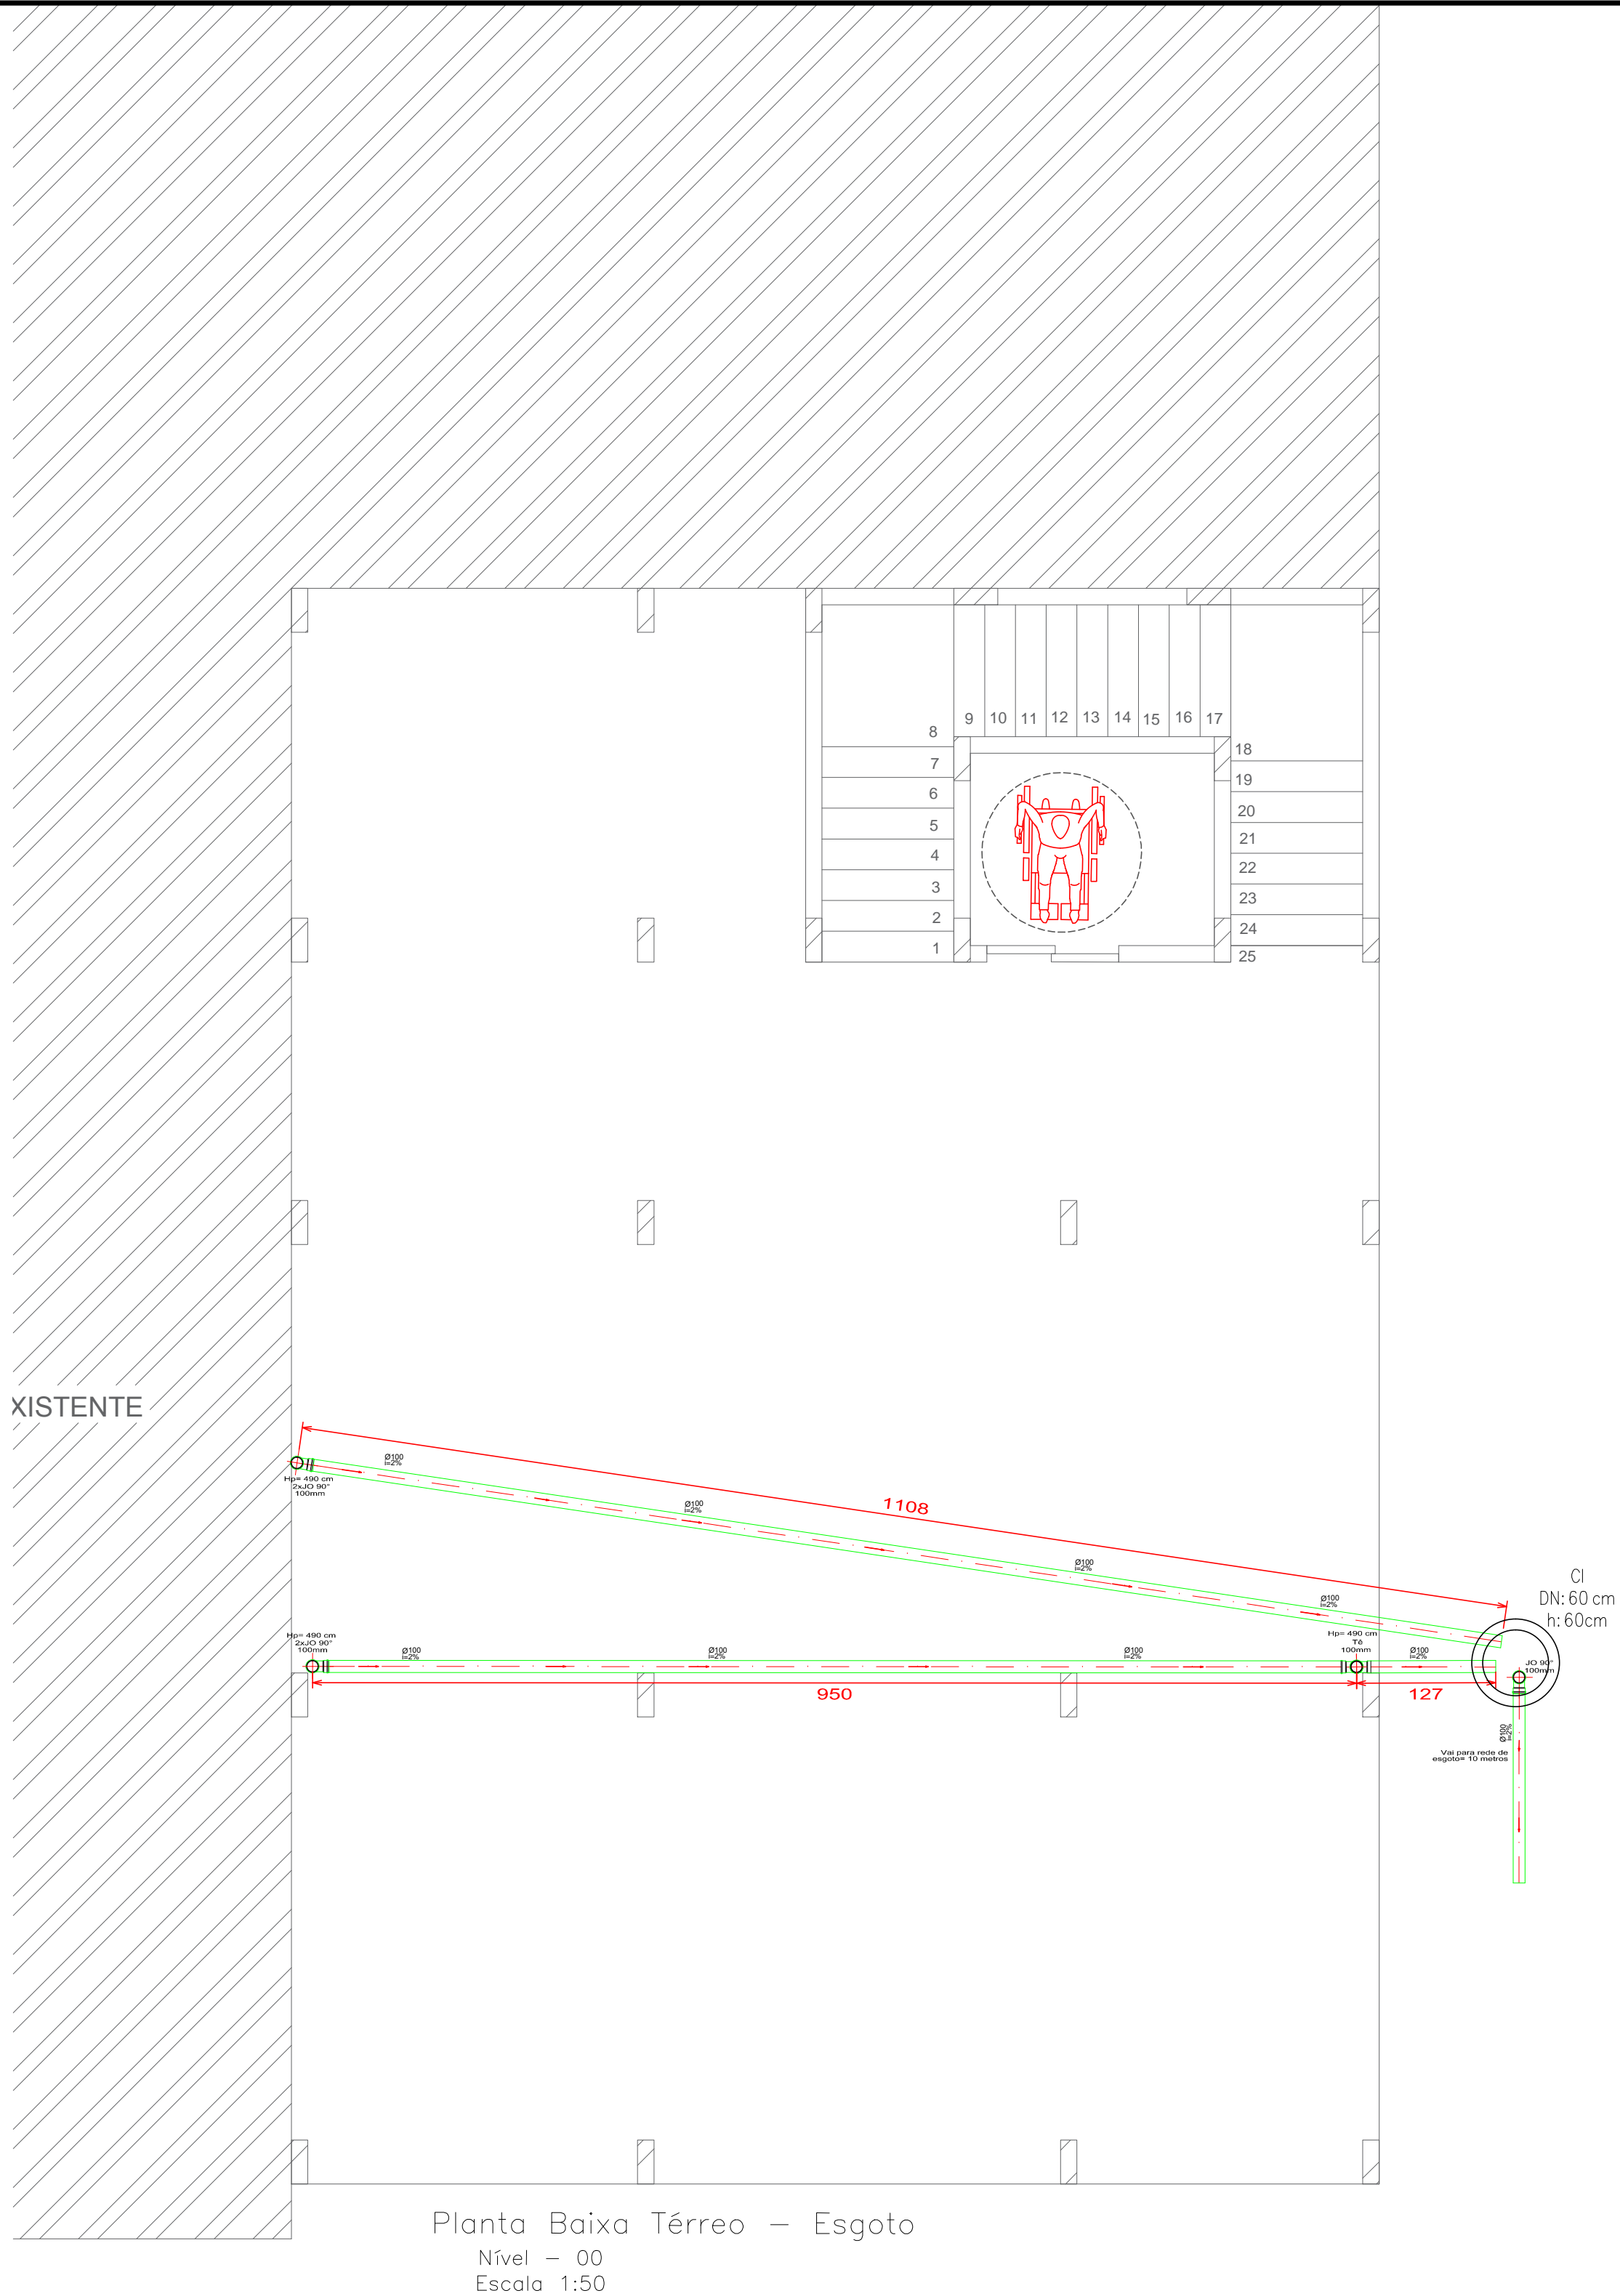 8
9
10
11
12
13
14
15
16
17
18
7
19
6
20
5
21
4
22
3
23
2
24
1
25
XISTENTE
Ø100
i=2%
Hp= 490 cm
2xJO 90°
100mm
Ø100
i=2%
1108
Ø100
i=2%
Ø100
i=2%
CI
DN: 60 cm
h: 60cm
Hp= 490 cm
2xJO 90°
100mm
Ø100
i=2%
Ø100
i=2%
Ø100
i=2%
Hp= 490 cm
Tê
100mm
Ø100
i=2%
JO 90°
100mm
950
127
Ø100
i=2%
Vai para rede de
esgoto= 10 metros
Planta Baixa Térreo – Esgoto
Nível – 00
Escala 1:50